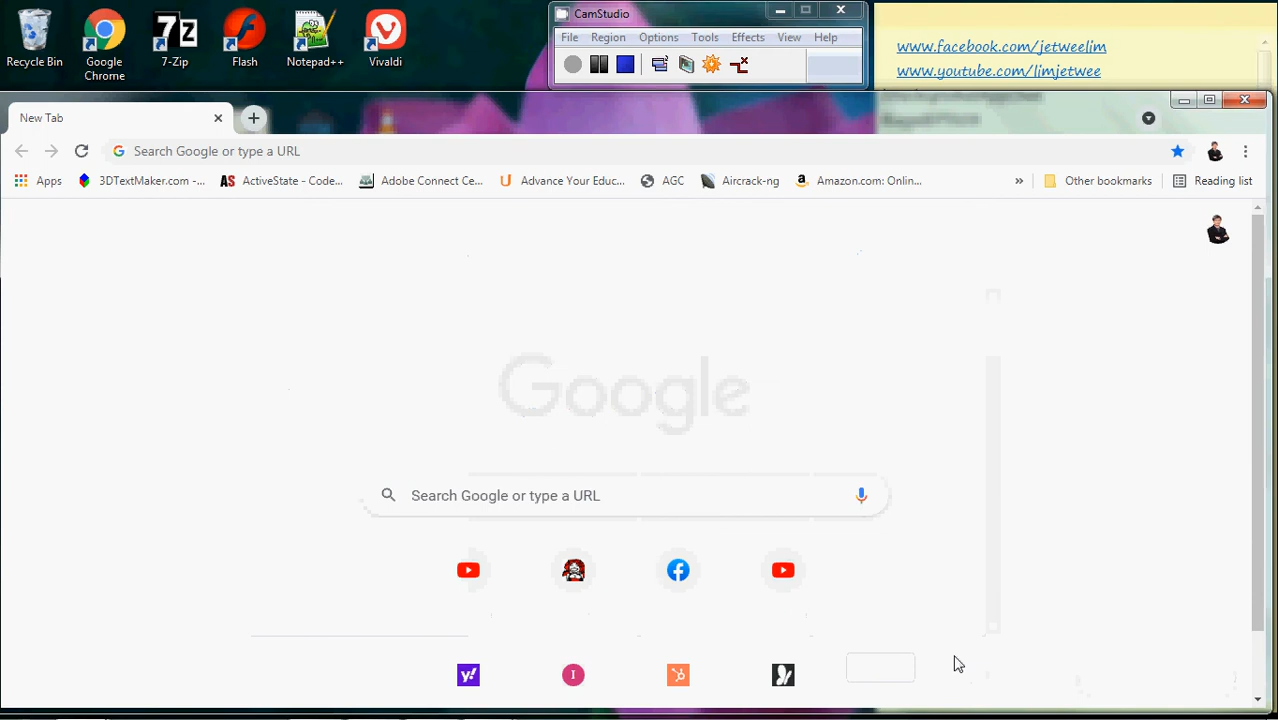 CamStudio
File Region Options Tools Effects View Help
www.facebook.com/jetweelim
www.youtube.com/limjetwee
Recycle Bin
Google Chrome
7-Zip
Flash
Notepad++
Vivaldi
New Tab
Search Google or type a URL
Apps 3DTextMaker.com -... ActiveState - Code... Adobe Connect Ce... Advance Your Educ... AGC Aircrack-ng Amazon.com: Onlin... » Other bookmarks Reading list
Google
Search Google or type a URL